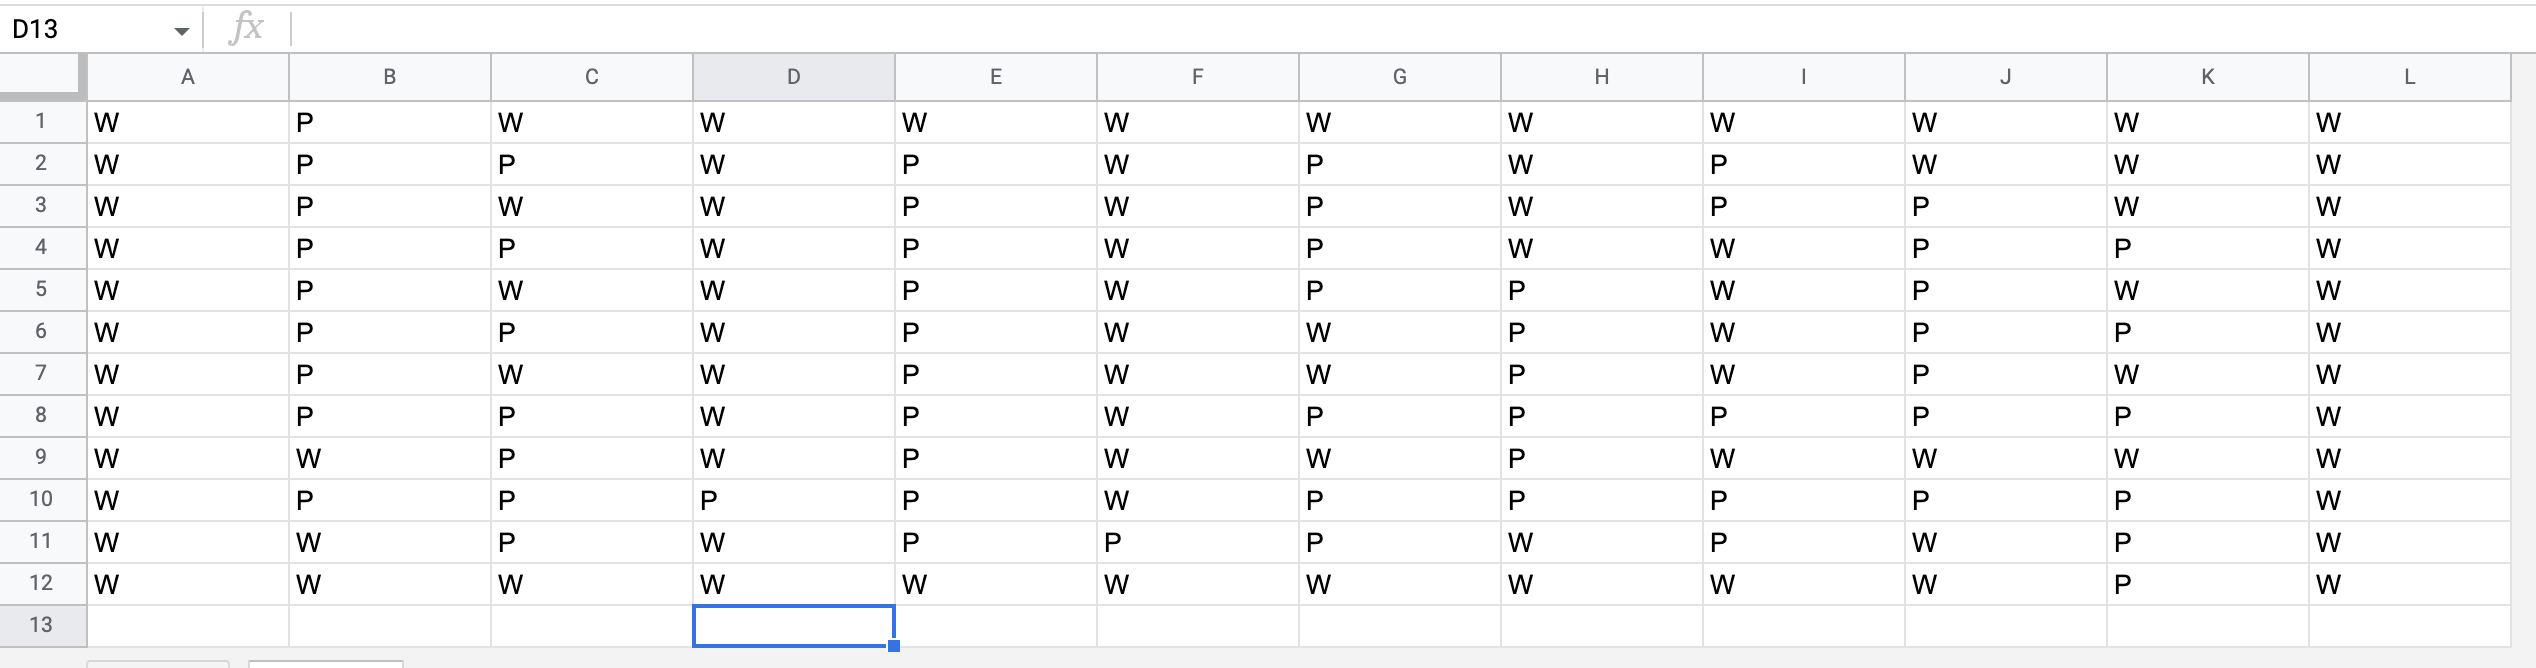 D13 fx
A B C D E F G H I J K L
1 W P W W W W W W W W W W
2 W P P W P W P W P W W W
3 W P W W P W P W P P W W
4 W P P W P W P W W P P W
5 W P W W P W P P W P W W
6 W P P W P W W P W P P W
7 W P W W P W W P W P W W
8 W P P W P W P P P P P W
9 W W P W P W W P W W W W
10 W P P P P W P P P P P W
11 W W P W P P P W P W P W
12 W W W W W W W W W W P W
13